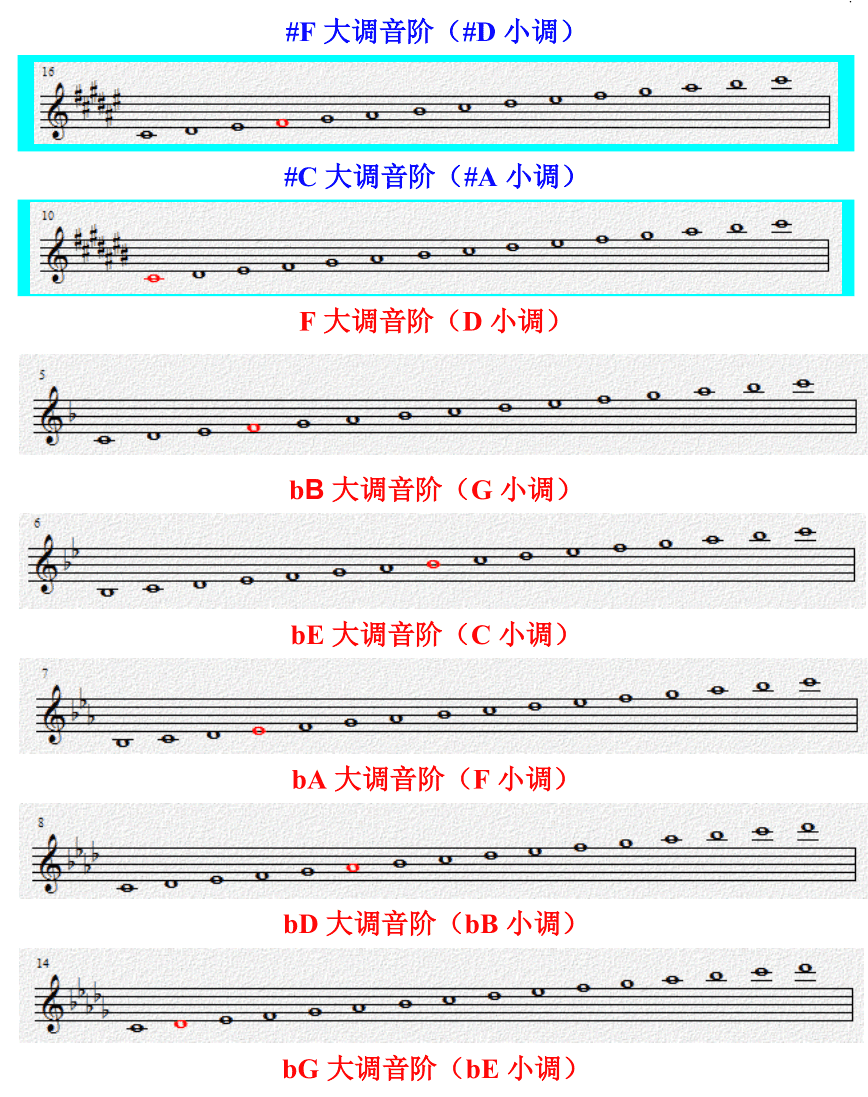 #F 大调音阶（#D 小调）
16
#C 大调音阶（#A 小调）
10
F 大调音阶（D 小调）
5
bB 大调音阶（G 小调）
6
bE 大调音阶（C 小调）
7
bA 大调音阶（F 小调）
8
bD 大调音阶（bB 小调）
14
bG 大调音阶（bE 小调）